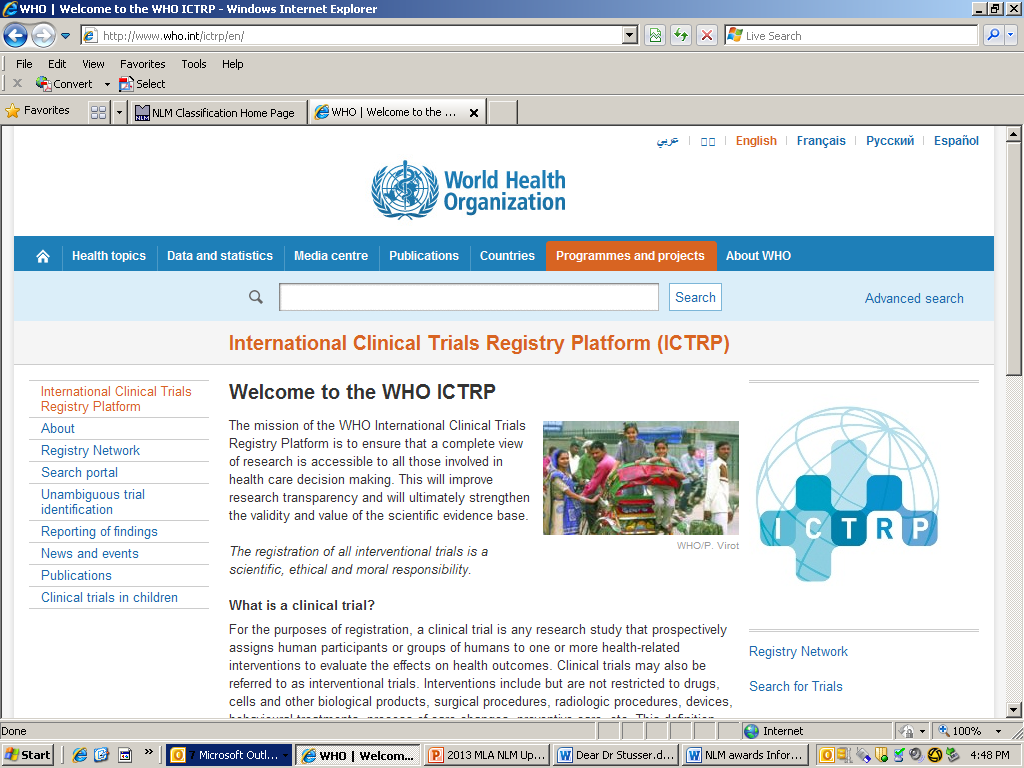 WHO | Welcome to the WHO ICTRP - Windows Internet Explorer
http://www.who.int/ictrp/en/
Live Search
File Edit View Favorites Tools Help
Convert Select
Favorites NLM Classification Home Page WHO | Welcome to the ...
عربي English Français Русский Español
World Health
Organization
Health topics Data and statistics Media centre Publications Countries Programmes and projects About WHO
Search Advanced search
International Clinical Trials Registry Platform (ICTRP)
International Clinical Trials
Registry Platform
About
Registry Network
Search portal
Unambiguous trial
identification
Reporting of findings
News and events
Publications
Clinical trials in children
Welcome to the WHO ICTRP
The mission of the WHO International Clinical Trials
Registry Platform is to ensure that a complete view
of research is accessible to all those involved in
health care decision making. This will improve
research transparency and will ultimately strengthen
the validity and value of the scientific evidence base.
WHO/P. Virot
The registration of all interventional trials is a
scientific, ethical and moral responsibility.
What is a clinical trial?
For the purposes of registration, a clinical trial is any research study that prospectively
assigns human participants or groups of humans to one or more health-related
interventions to evaluate the effects on health outcomes. Clinical trials may also be
referred to as interventional trials. Interventions include but are not restricted to drugs,
cells and other biological products, surgical procedures, radiologic procedures, devices,
behavioural treatments, process of care changes, preventive care, etc. This definition
ICTRP
Registry Network
Search for Trials
Done Internet 100%
Start 7 Microsoft Outl... WHO | Welcom... 2013 MLA NLM Up... Dear Dr Stusser.d... NLM awards Infor... 4:48 PM